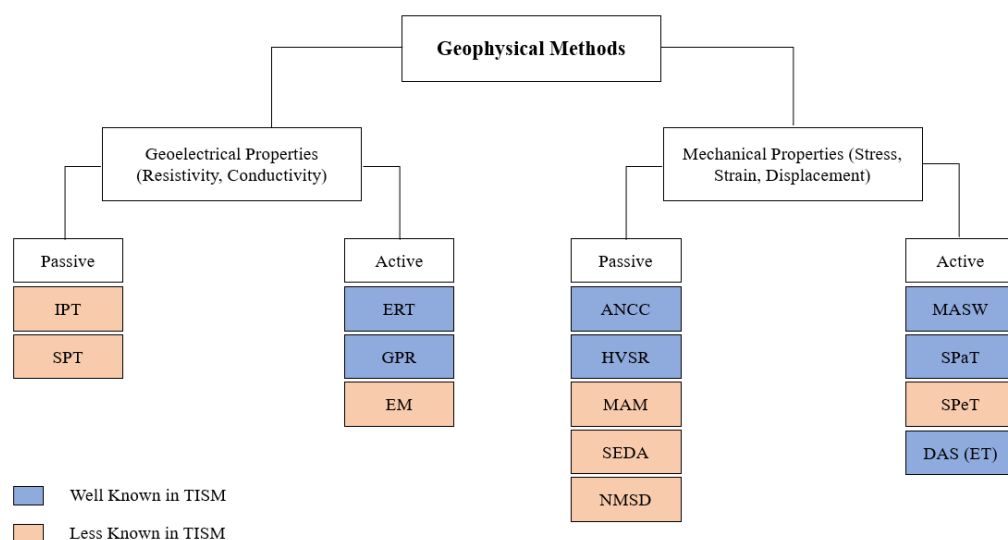 Geophysical Methods
Geoelectrical Properties
(Resistivity, Conductivity)
Mechanical Properties (Stress,
Strain, Displacement)
Passive
Active
Passive
Active
IPT
ERT
ANCC
MASW
SPT
GPR
HVSR
SPaT
EM
MAM
SPeT
SEDA
DAS (ET)
NMSD
Well Known in TISM
Less Known in TISM